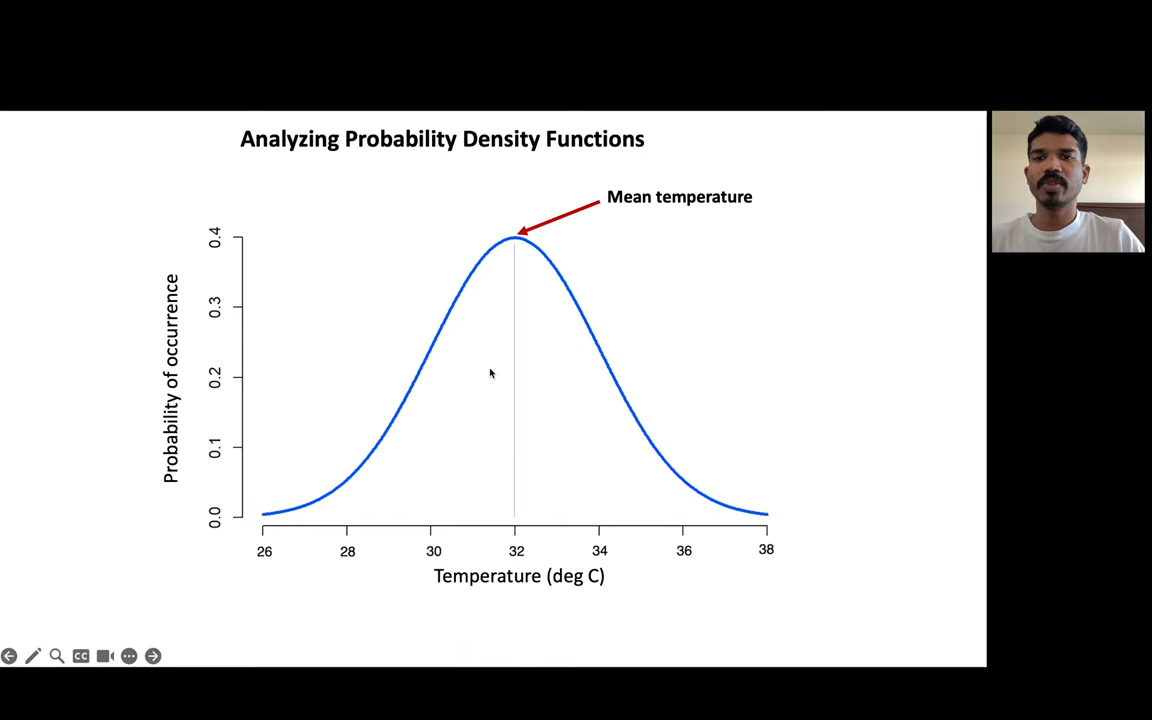 Analyzing Probability Density Functions
Mean temperature
Probability of occurrence
0.4
0.3
0.2
0.1
0.0
26 28 30 32 34 36 38
Temperature (deg C)
CC